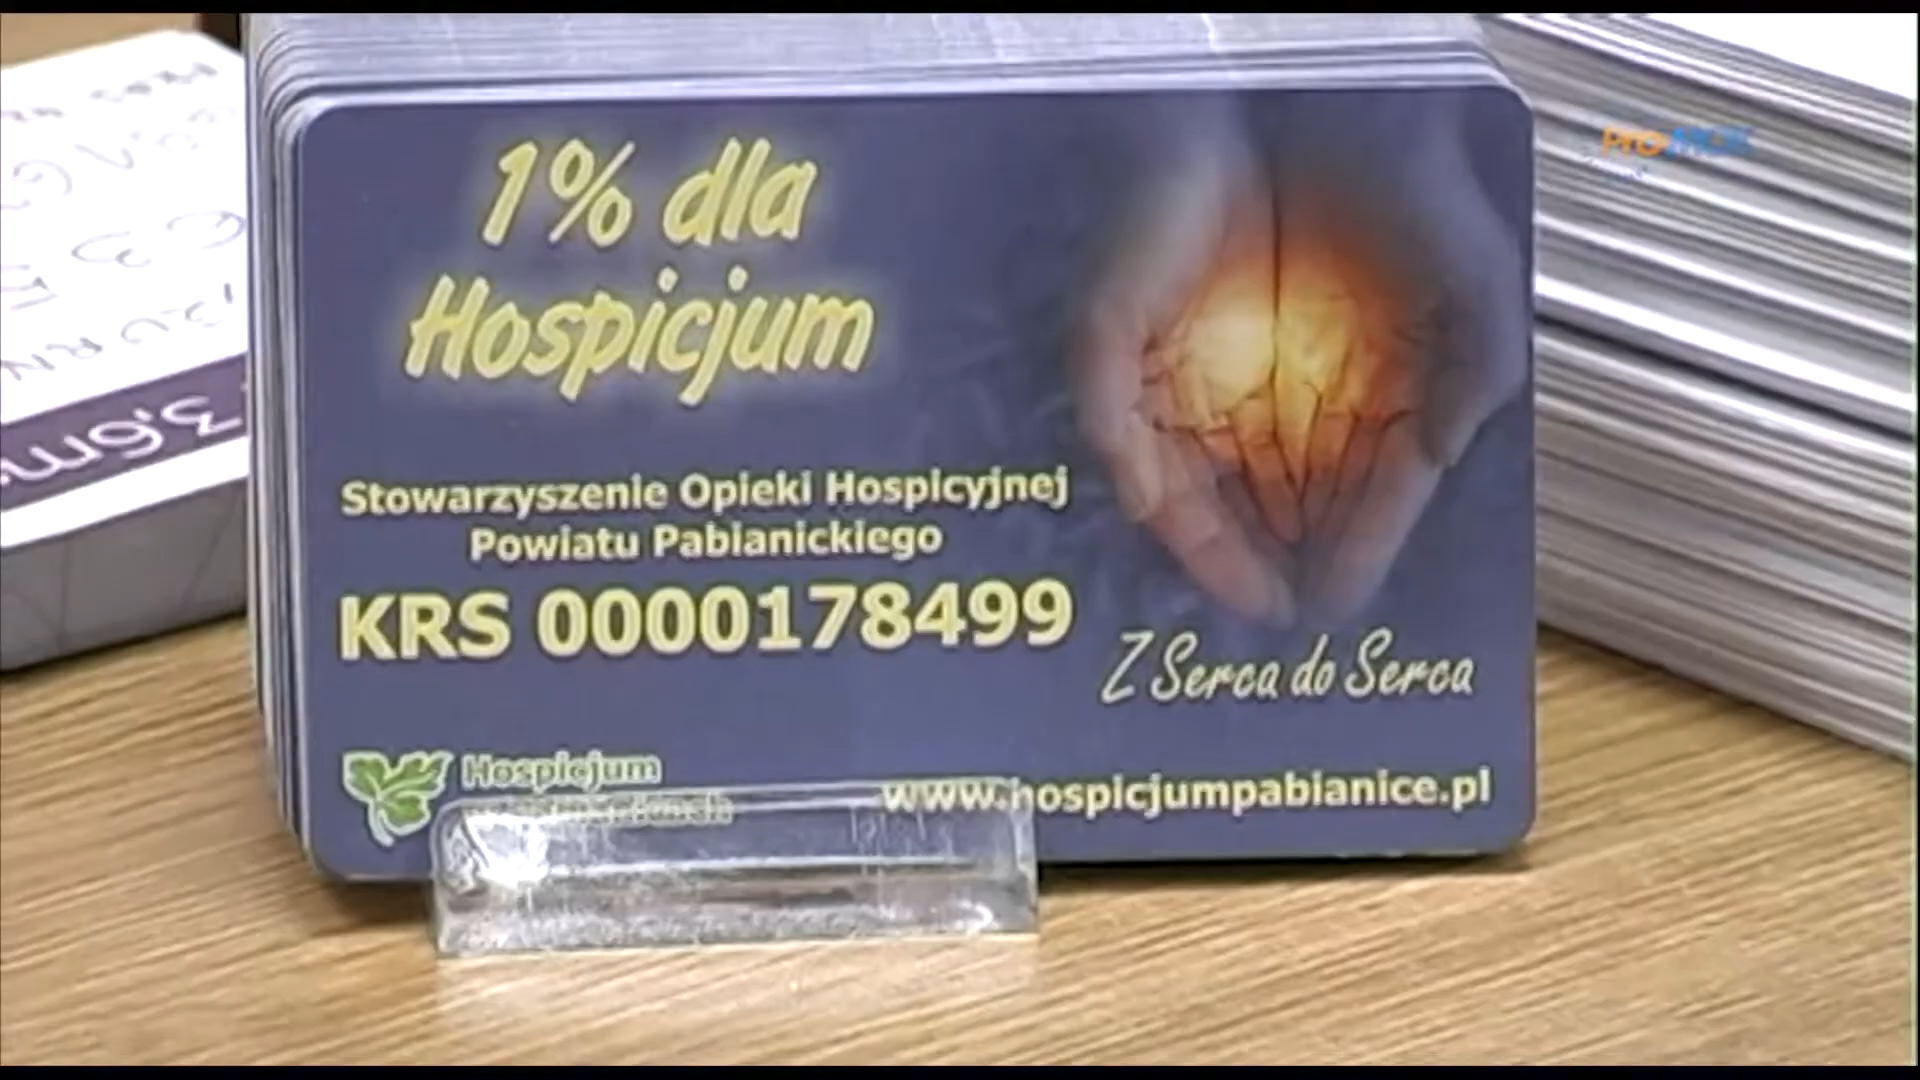 1% dla
Hospicjum
Stowarzyszenie Opieki Hospicyjnej
Powiatu Pabianickiego
KRS 0000178499
Z Serca do Serca
Hospicjum
www.hospicjumpabianice.pl